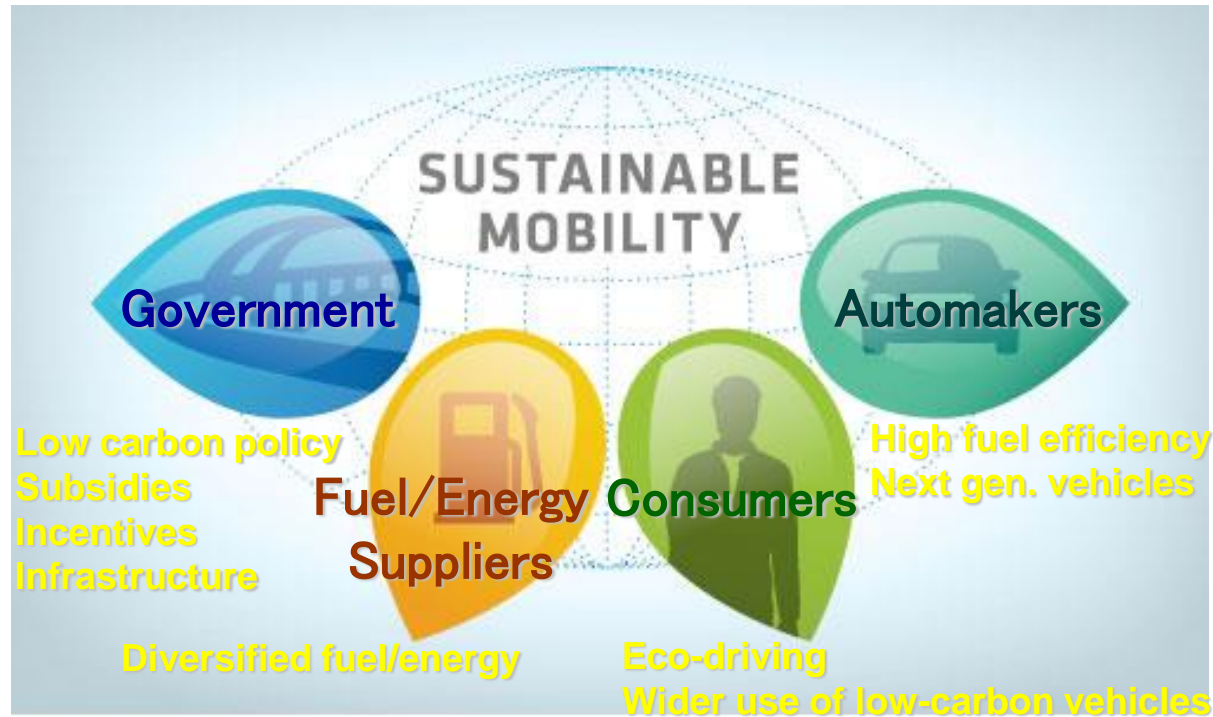 SUSTAINABLE
MOBILITY
Government
Automakers
Low carbon policy
Subsidies
Incentives
Infrastructure
Fuel/Energy
Suppliers
Consumers
High fuel efficiency
Next gen. vehicles
Diversified fuel/energy
Eco-driving
Wider use of low-carbon vehicles